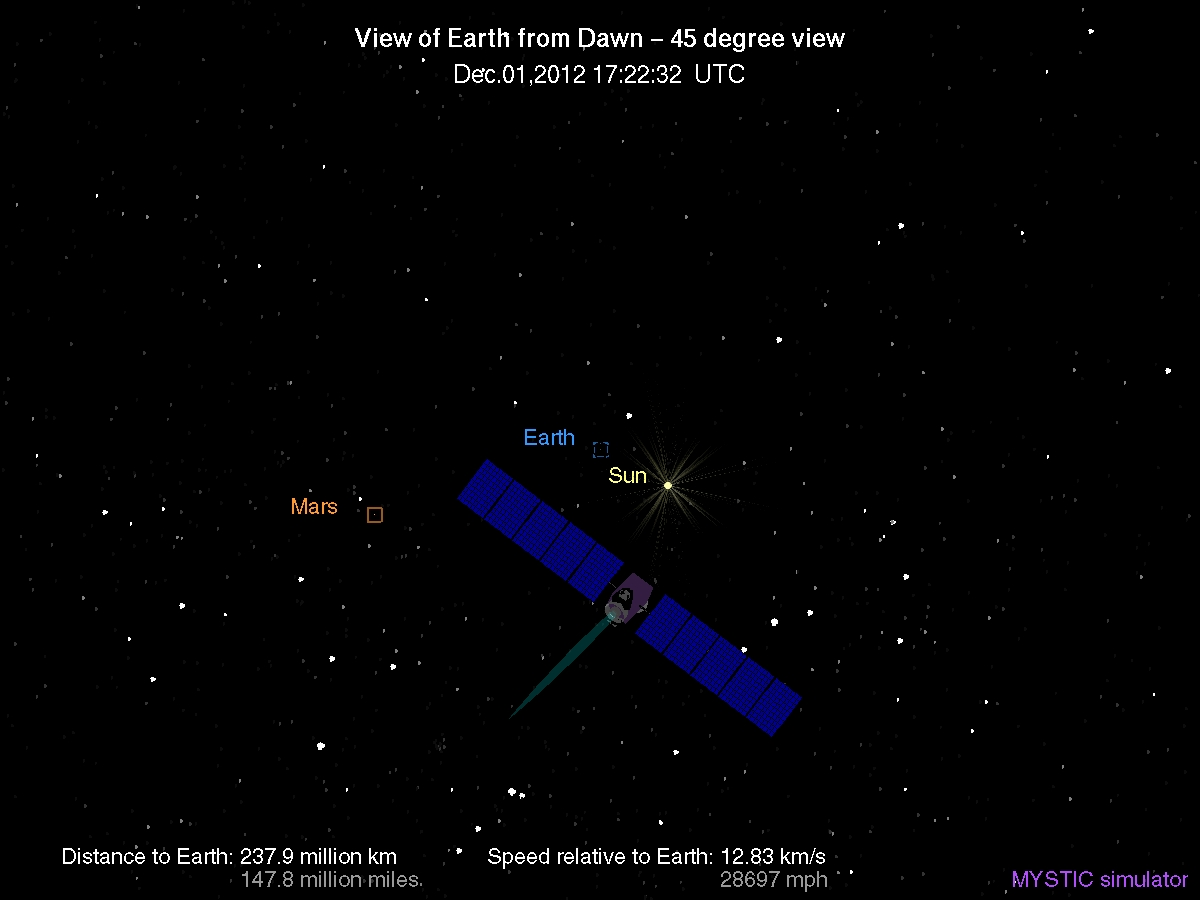 View of Earth from Dawn – 45 degree view
Dec.01,2012 17:22:32 UTC
Earth
Sun
Mars
Distance to Earth: 237.9 million km
147.8 million miles.
Speed relative to Earth: 12.83 km/s
28697 mph
MYSTIC simulator